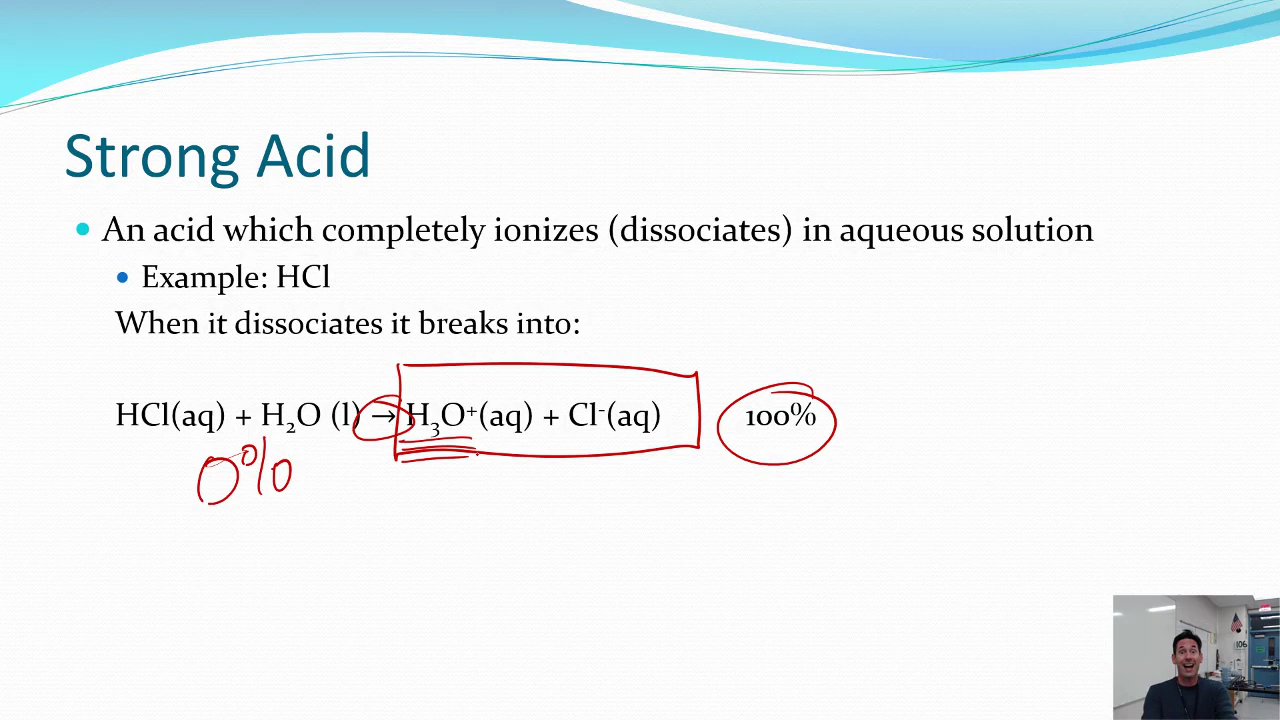 Strong Acid
• An acid which completely ionizes (dissociates) in aqueous solution
• Example: HCl
When it dissociates it breaks into:
HCl(aq) + H₂O (l) → H₃O⁺(aq) + Cl⁻(aq) 100%
0%
106